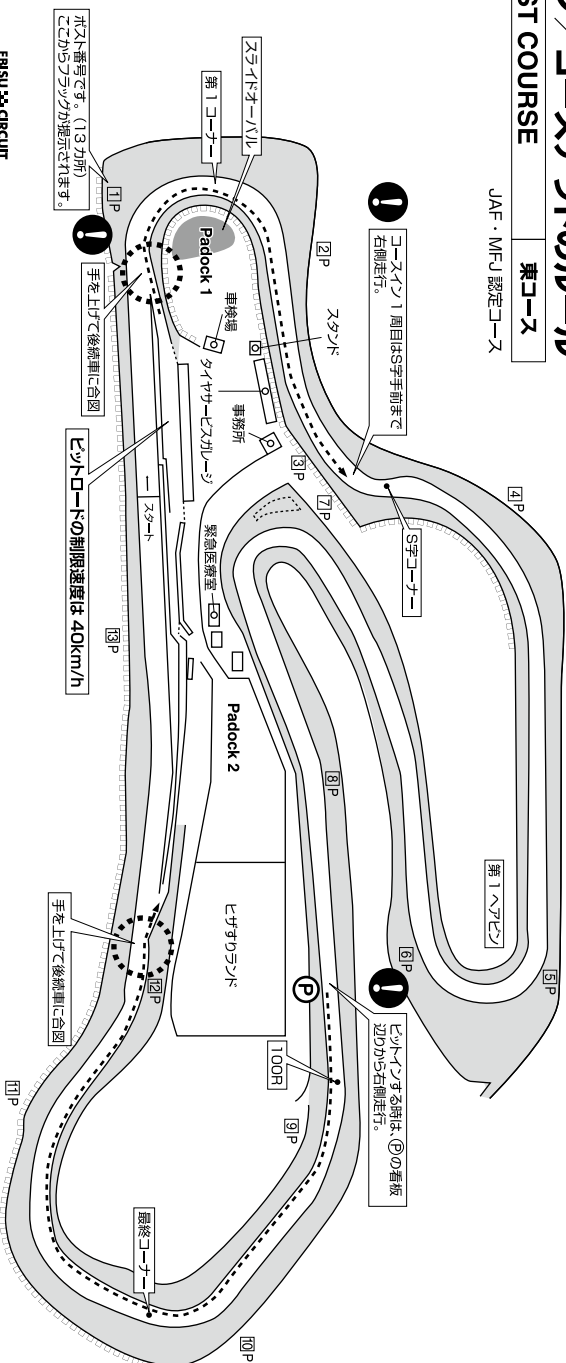 コースインのルール
ST COURSE
東コース
JAF・MFJ 認定コース
コースイン1周目はS字手前まで
右側走行。
スライドオーバル
第1コーナー
ポスト番号です。(13カ所)
ここからフラッグが提示されます。
1P
2P
3P
4P
5P
6P
7P
8P
9P
10P
11P
12P
13P
スタンド
Padock 1
車検場
タイヤサービスガレージ
事務所
S字コーナー
手を上げて後続車に合図
スタート
ピットロードの制限速度は 40km/h
緊急医療室
Padock 2
第1ヘアピン
ヒザすりランド
P
ピットインする時は、Ⓟの看板
辺りから右側走行。
100R
手を上げて後続車に合図
最終コーナー
EBISU CIRCUIT